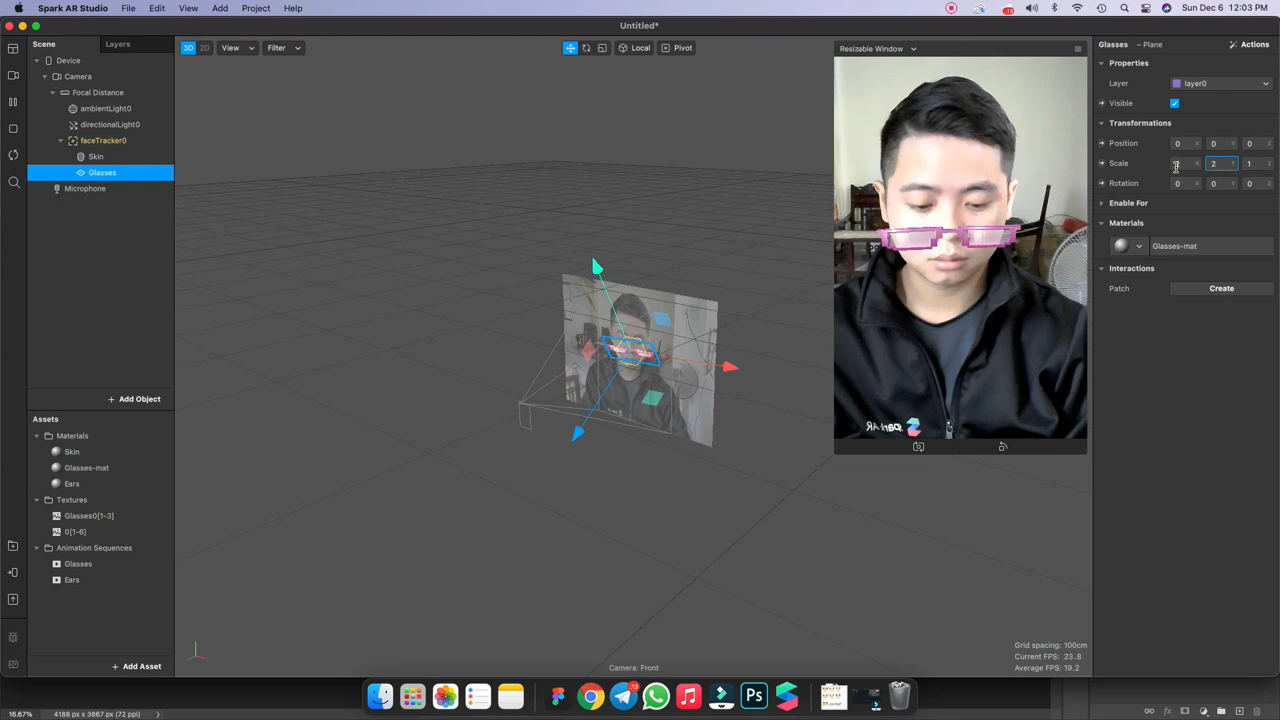 Spark AR Studio File Edit View Add Project Help
Sun Dec 6 12:03 PM
Untitled*
Scene Layers
3D 2D View Filter Local Pivot
Resizable Window
Glasses ~ Plane Actions
Device
Camera
Focal Distance
ambientLight0
directionalLight0
faceTracker0
Skin
Glasses
Microphone
Add Object
Properties
Layer layer0
Visible
Transformations
Position 0 X 0 Y 0 Z
Scale X 2 Y 1 Z
Rotation 0 X 0 Y 0 Z
Enable For
Materials
Glasses-mat
Interactions
Patch Create
Assets
Materials
Skin
Glasses-mat
Ears
Textures
Glasses0[1-3]
0[1-6]
Animation Sequences
Glasses
Ears
Add Asset
Grid spacing: 100cm
Current FPS: 23.8
Average FPS: 19.2
Camera: Front
Ps
16.67% 4188 px x 3867 px (72 ppi)